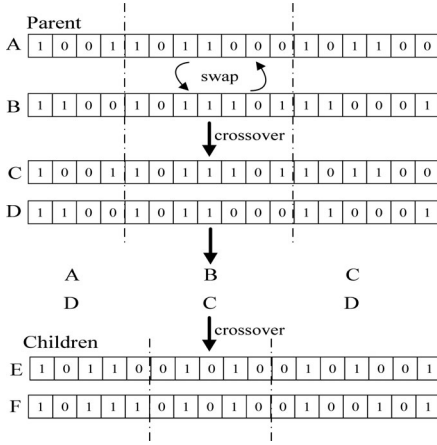 Parent
A 1 0 0 1 1 0 1 1 0 0 0 1 0 1 1 0 0
swap
B 1 1 0 0 1 0 1 1 1 0 1 1 1 0 0 0 1
crossover
C 1 0 0 1 1 0 1 1 1 0 1 1 0 1 1 0 0
D 1 1 0 0 1 0 1 1 0 0 0 1 1 0 0 0 1
A B C
D C D
crossover
Children
E 1 0 1 1 0 0 1 0 1 0 0 1 0 1 0 0 1
F 1 0 1 1 1 0 1 0 1 0 0 1 0 0 1 0 1